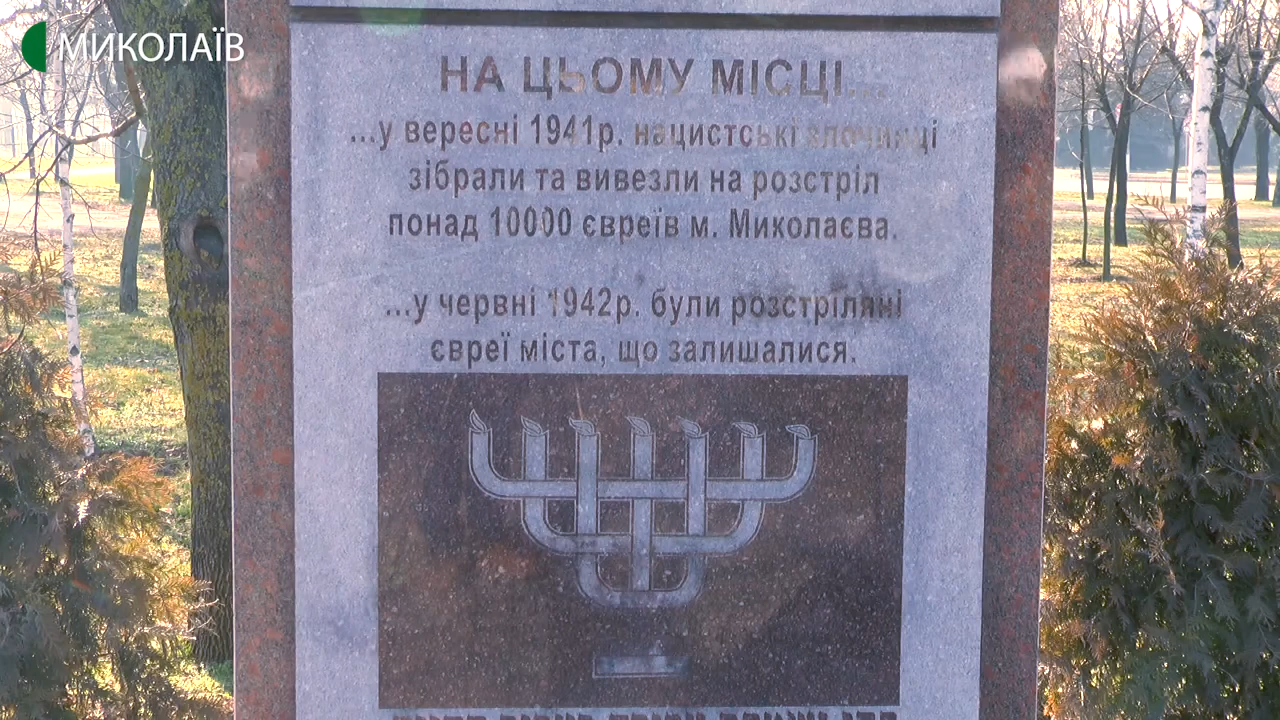 МИКОЛАЇВ
НА ЦЬОМУ МІСЦІ...
...у вересні 1941р. нацистські злочинці
зібрали та вивезли на розстріл
понад 10000 євреїв м. Миколаєва.
...у червні 1942р. були розстріляні
євреї міста, що залишалися.